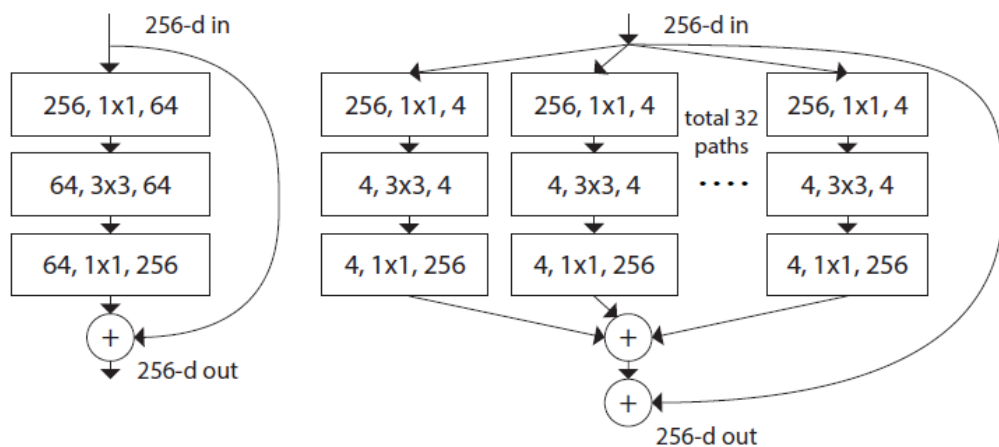 256-d in
256, 1x1, 64
64, 3x3, 64
64, 1x1, 256
+
256-d out
256-d in
256, 1x1, 4
256, 1x1, 4
total 32
paths
256, 1x1, 4
4, 3x3, 4
4, 3x3, 4
....
4, 3x3, 4
4, 1x1, 256
4, 1x1, 256
4, 1x1, 256
+
+
256-d out